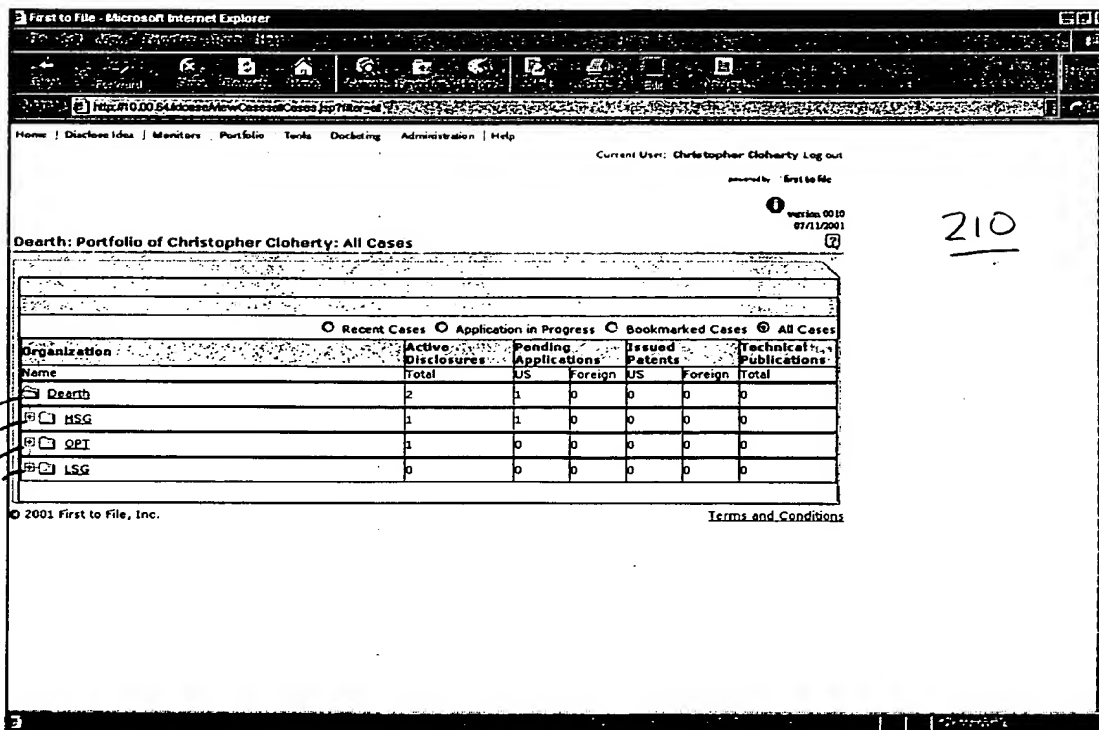 First to File - Microsoft Internet Explorer
Home | Disclose Idea | Monitors Portfolio Tools Docketing Administration | Help
Current User: Christopher Cloherty Log out
powered by first to file
version 0010
07/11/2001
210
Dearth: Portfolio of Christopher Cloherty: All Cases
Recent Cases Application in Progress Bookmarked Cases All Cases
Organization Active Disclosures Pending Applications Issued Patents Technical Publications
Name Total US Foreign US Foreign Total
Dearth 2 1 0 0 0 0
HSG 1 1 0 0 0 0
OPT 1 0 0 0 0 0
LSG 0 0 0 0 0 0
© 2001 First to File, Inc. Terms and Conditions